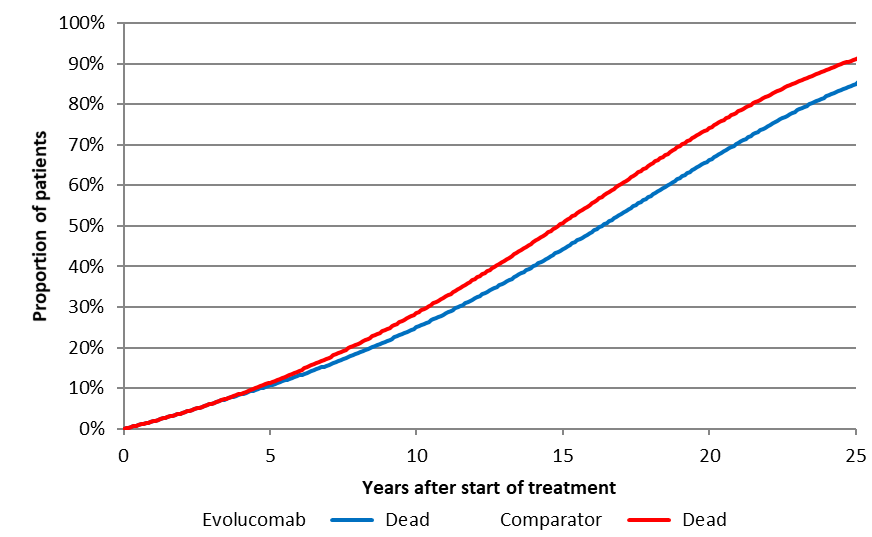 100%
90%
80%
70%
60%
50%
40%
30%
20%
10%
0%
Proportion of patients
0 5 10 15 20 25
Years after start of treatment
Evolucomab Dead Comparator Dead